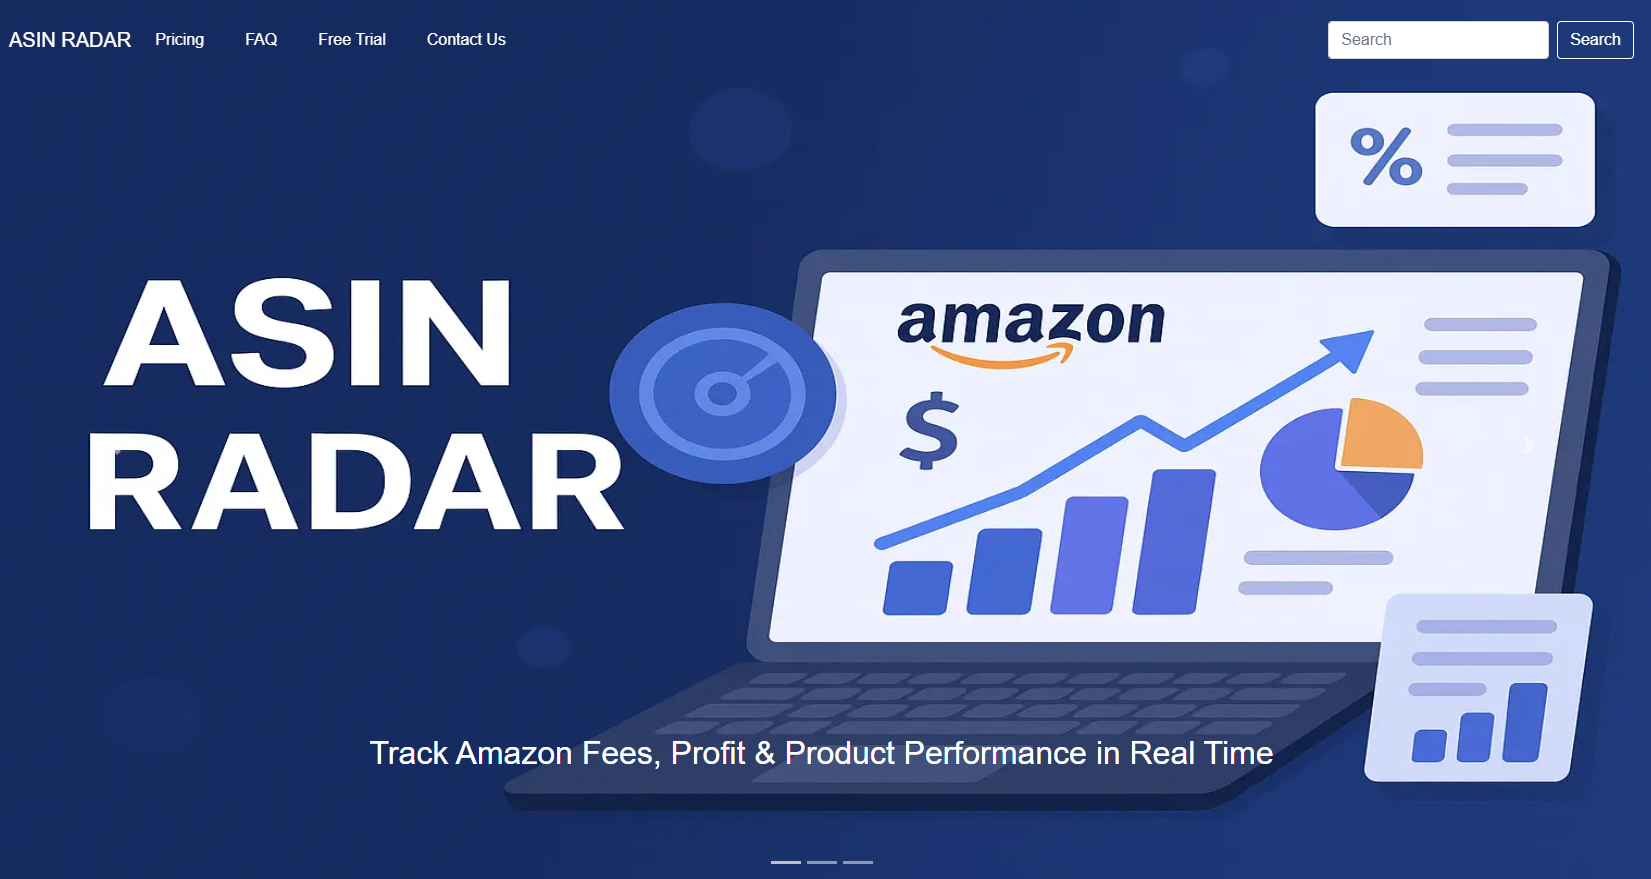 ASIN RADAR Pricing FAQ Free Trial Contact Us Search Search
%
ASIN
RADAR
amazon
$
Track Amazon Fees, Profit & Product Performance in Real Time